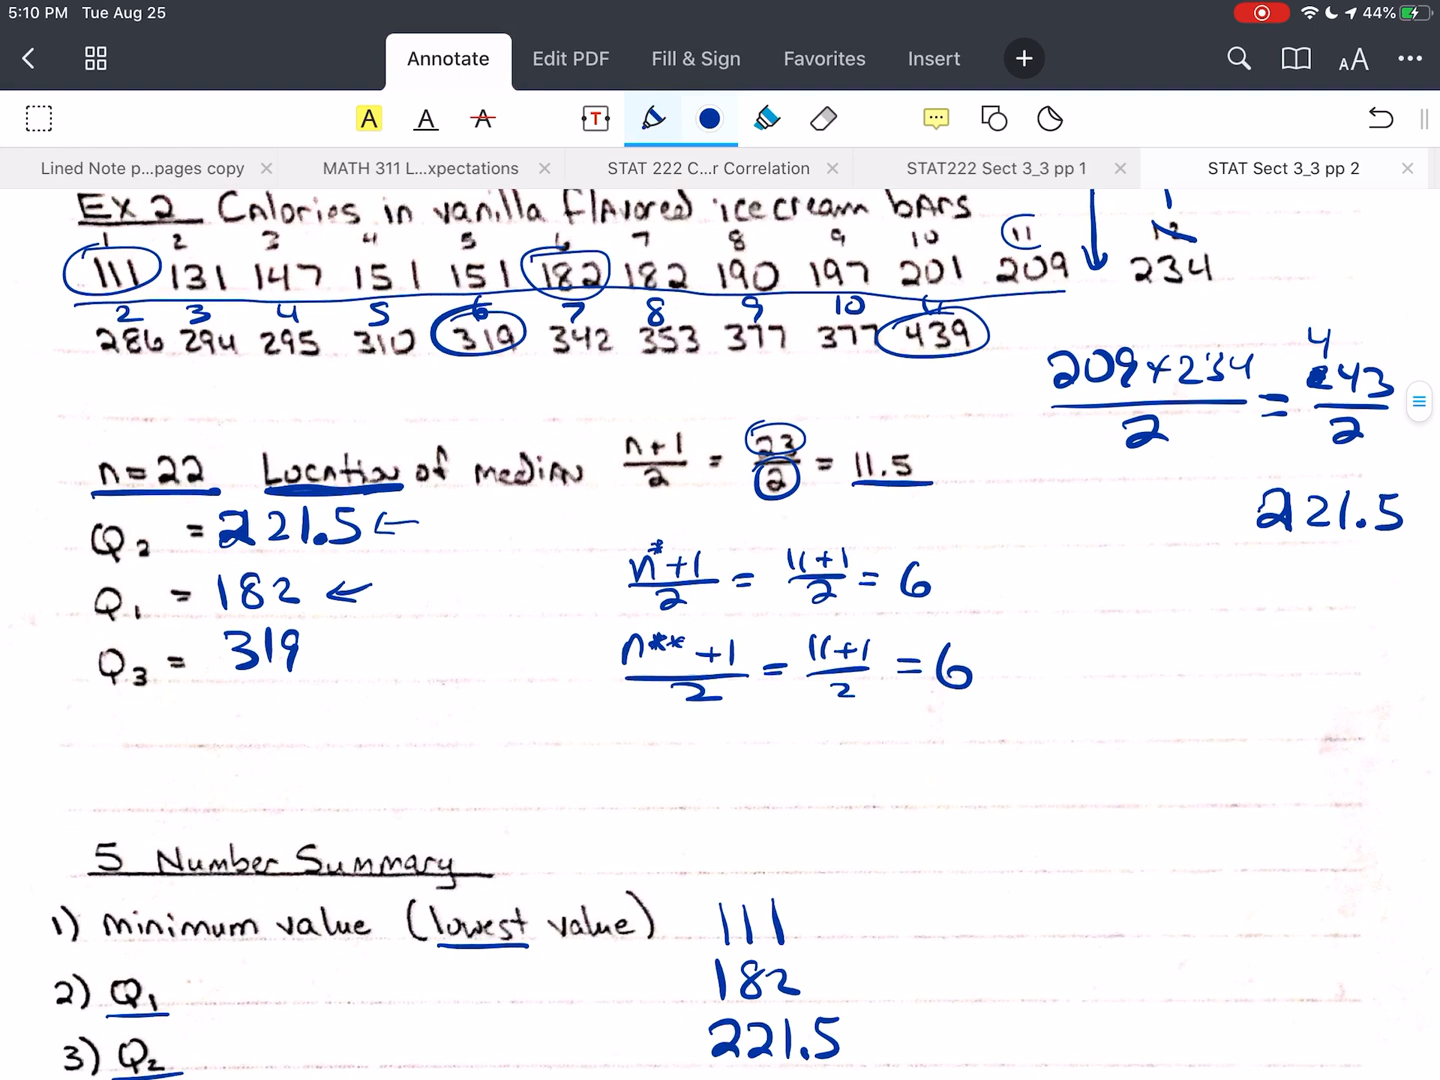 5:10 PM Tue Aug 25 44%
Annotate Edit PDF Fill & Sign Favorites Insert
A A A T AA
Lined Note p...pages copy MATH 311 L...xpectations STAT 222 C...r Correlation STAT222 Sect 3_3 pp 1 STAT Sect 3_3 pp 2
Ex 2 Calories in vanilla flavored ice cream bars
1 2 3 4 5 6 7 8 9 10 11 12 1
111 131 147 151 151 182 182 190 197 201 209 234
2 3 4 5 6 7 8 9 10 11
286 294 295 310 319 342 353 377 377 439
209+234 / 2 = 443 / 2
221.5
n=22 Location of median n+1 / 2 = 23 / 2 = 11.5
Q2 = 221.5 ←
Q1 = 182 ←
n*+1 / 2 = 11+1 / 2 = 6
Q3 = 319
n**+1 / 2 = 11+1 / 2 = 6
5 Number Summary
1) minimum value (lowest value) 111
2) Q1 182
3) Q2 221.5